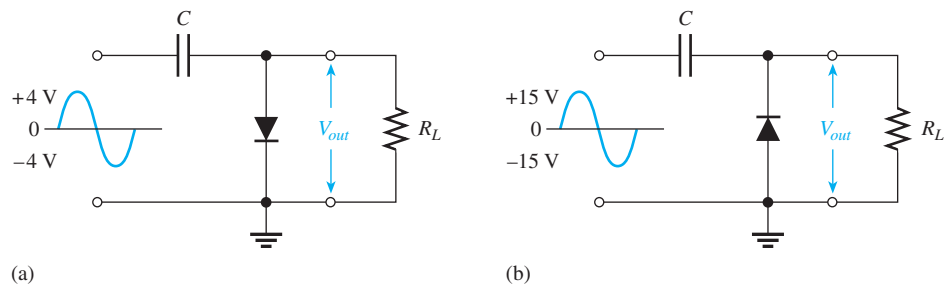 C
+4 V
0
−4 V
V_out
R_L
(a)
C
+15 V
0
−15 V
V_out
R_L
(b)